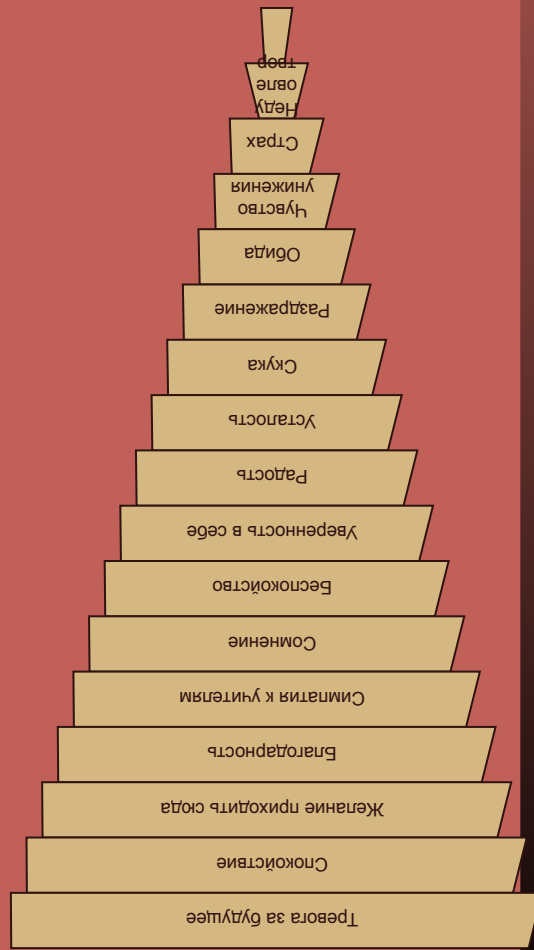 Тревога за будущее
Спокойствие
Желание приходить сюда
Благодарность
Симпатия к учителям
Сомнение
Беспокойство
Уверенность в себе
Радость
Усталость
Скука
Раздражение
Обида
Чувство
унижения
Страх
Неду
овле
твор